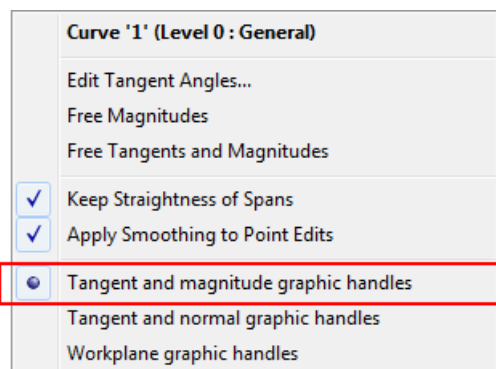 Curve '1' (Level 0 : General)
Edit Tangent Angles...
Free Magnitudes
Free Tangents and Magnitudes
Keep Straightness of Spans
Apply Smoothing to Point Edits
Tangent and magnitude graphic handles
Tangent and normal graphic handles
Workplane graphic handles